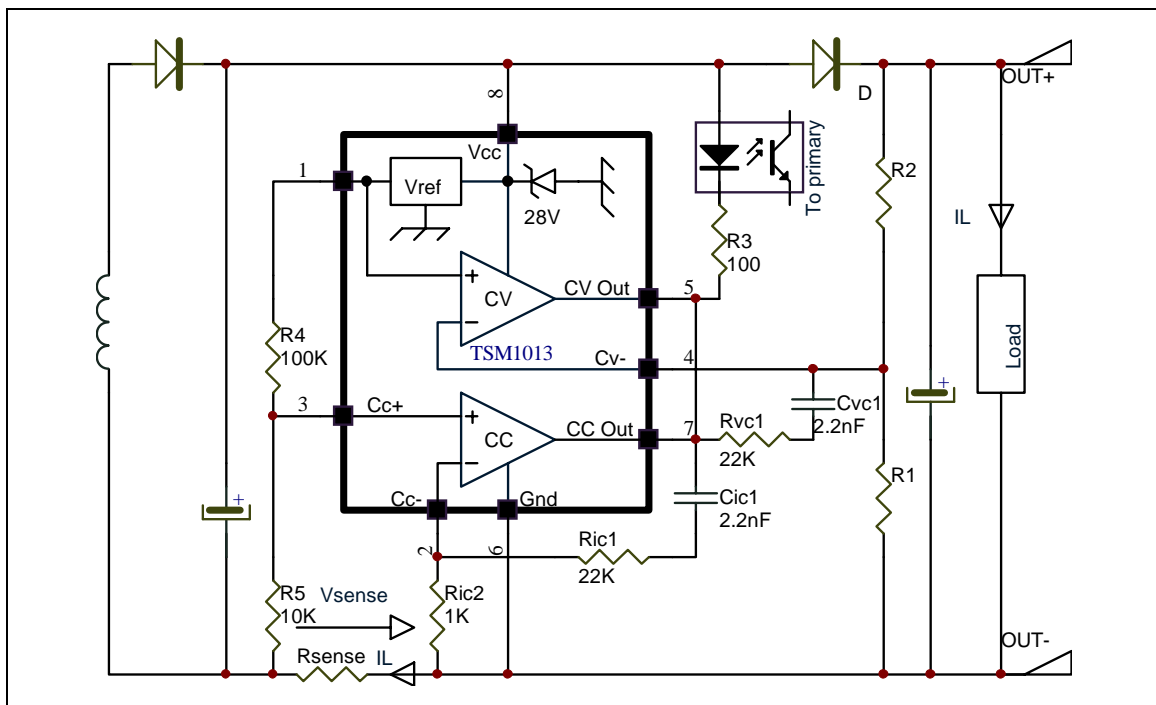 OUT+
D
8
Vcc
To primary
1
Vref
28V
R2
IL
R3
100
+
CV
−
CV Out
5
TSM1013
R4
100K
Cv-
4
Load
+
3
Cc+
+
CC
−
CC Out
7
Rvc1
22K
Cvc1
2.2nF
R1
Cc-
Gnd
Cic1
2.2nF
+
2
6
Ric1
22K
R5
10K
Vsense
Ric2
1K
Rsense
IL
OUT-